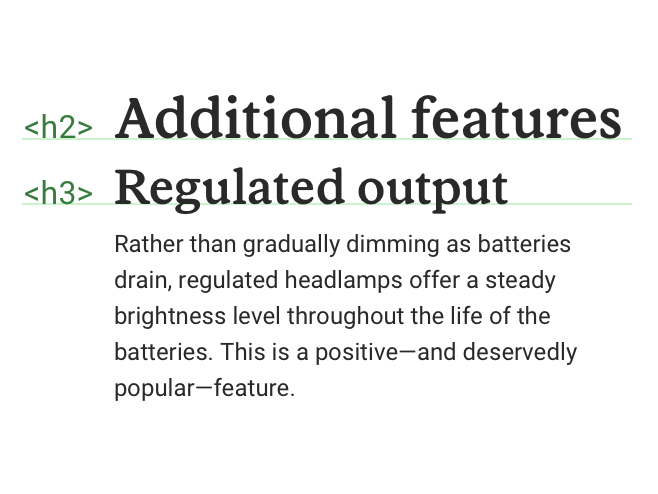 <h2> Additional features
<h3> Regulated output
Rather than gradually dimming as batteries
drain, regulated headlamps offer a steady
brightness level throughout the life of the
batteries. This is a positive—and deservedly
popular—feature.